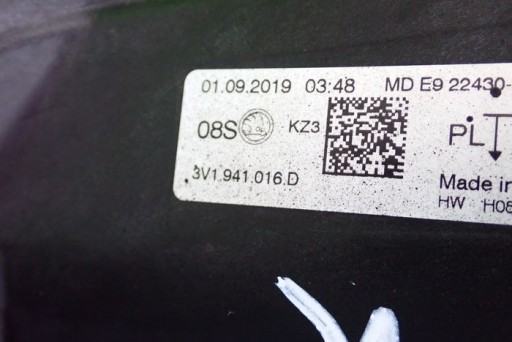 01.09.2019 03:48 MD E9 22430-
08S KZ3 PL
3V1.941.016.D
Made in
HW H08